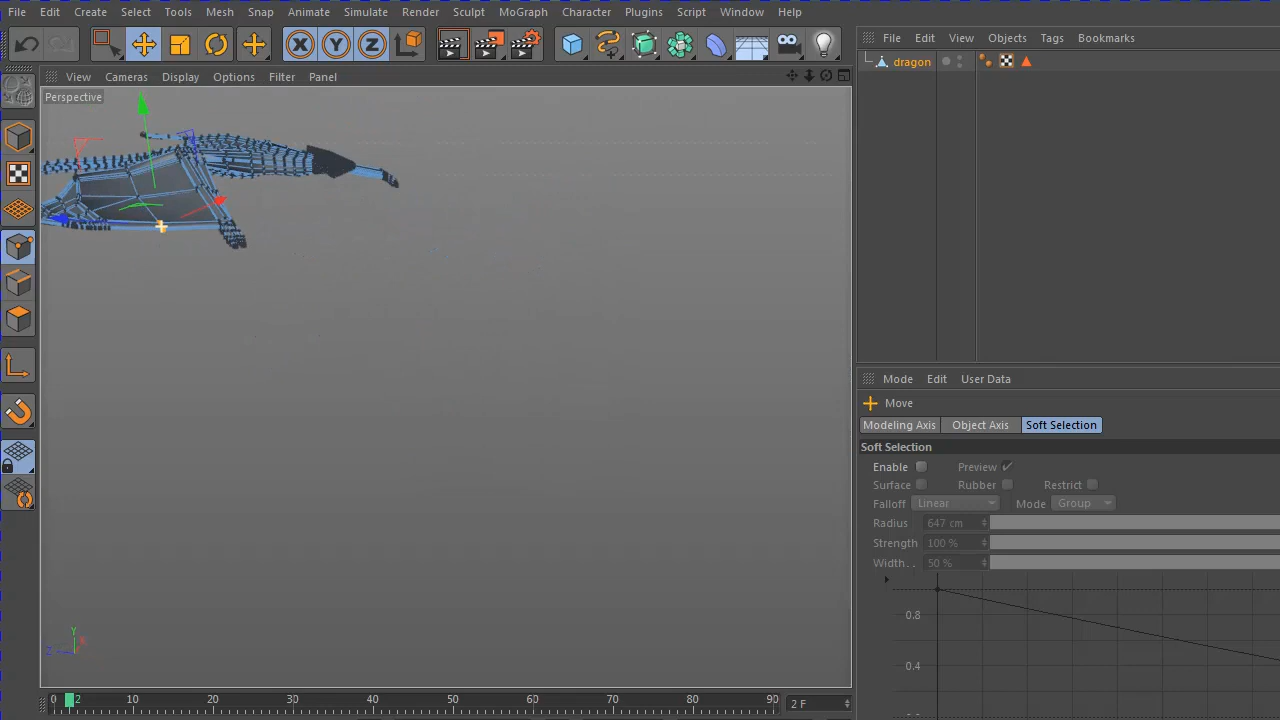 File Edit Create Select Tools Mesh Snap Animate Simulate Render Sculpt MoGraph Character Plugins Script Window Help
X Y Z
File Edit View Objects Tags Bookmarks
dragon
View Cameras Display Options Filter Panel
Perspective
Mode Edit User Data
Move
Modeling Axis Object Axis Soft Selection
Soft Selection
Enable Preview
Surface Rubber Restrict
Falloff Linear Mode Group
Radius 647 cm
Strength 100 %
Width.. 50 %
0.8
0.4
Y
Z
0 2 10 20 30 40 50 60 70 80 90 2 F